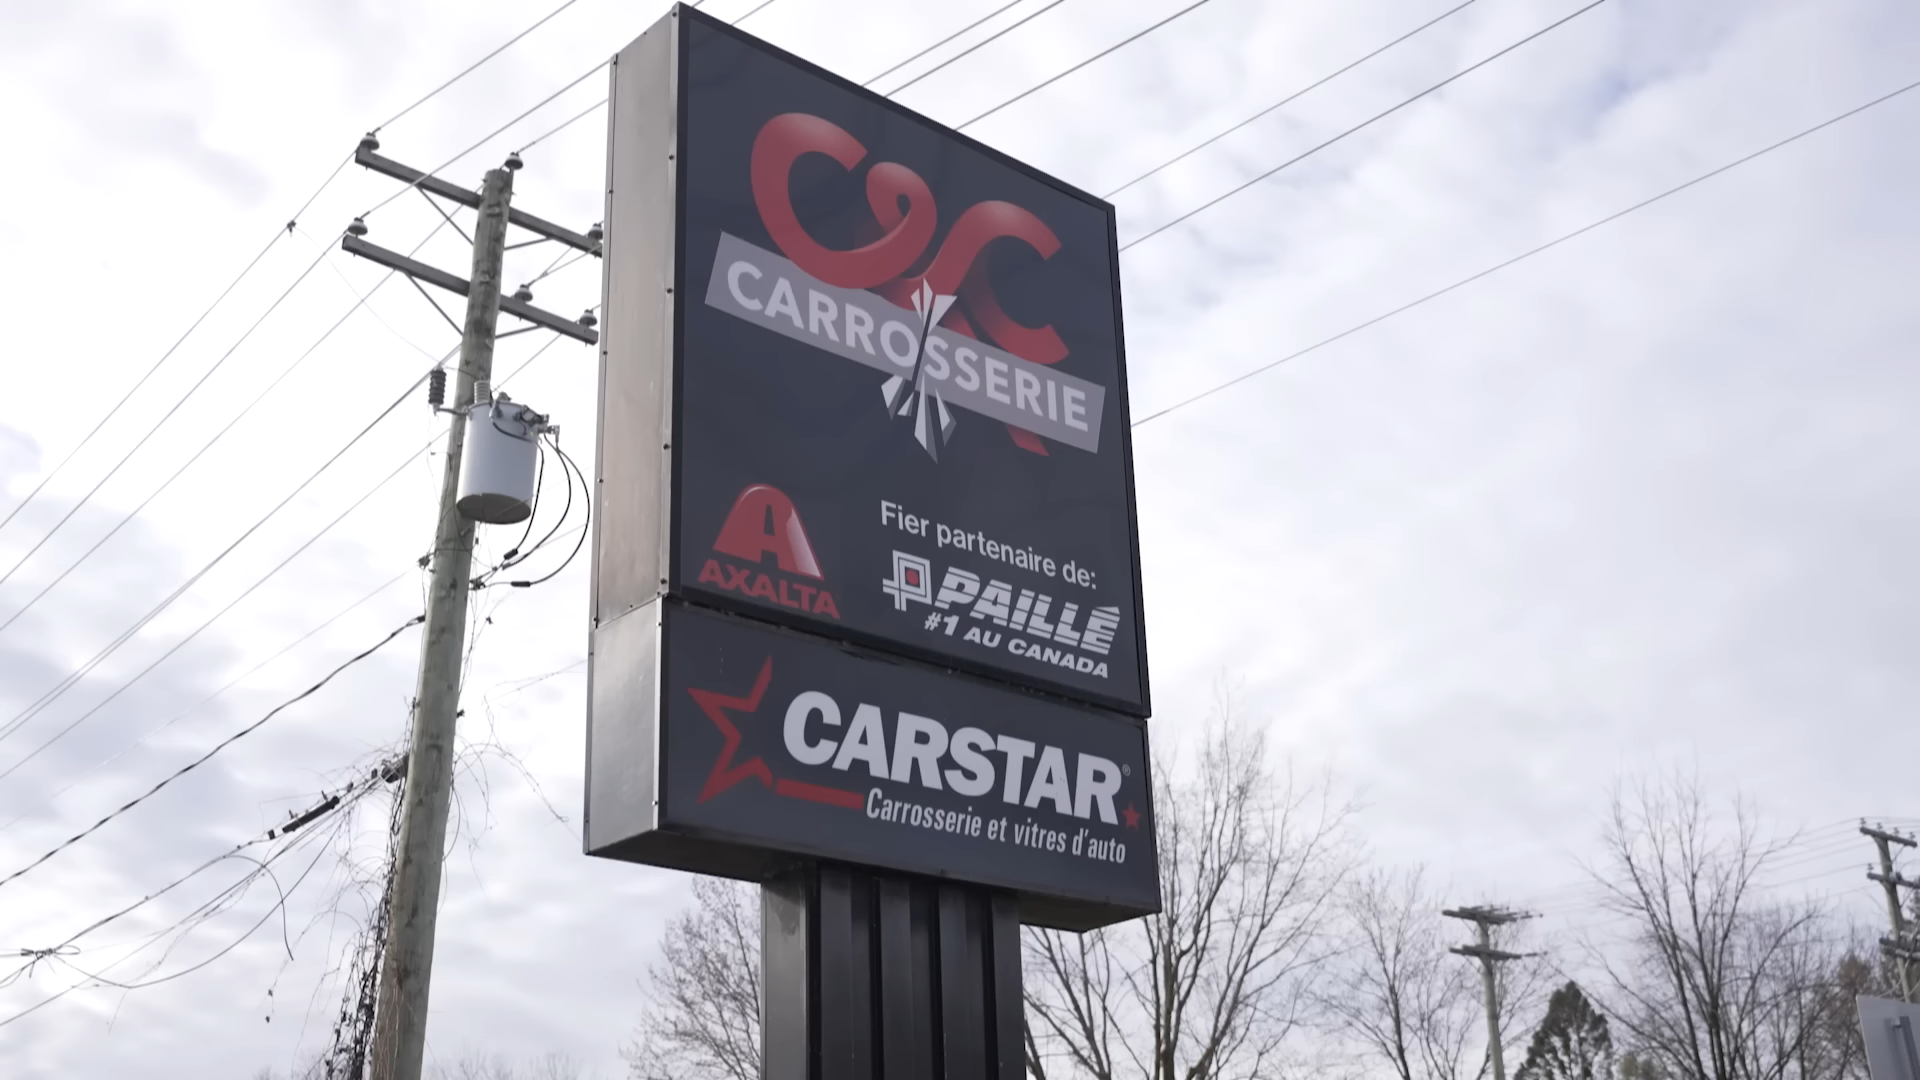 CARROSSERIE
AXALTA
Fier partenaire de:
PAILLÉ
#1 AU CANADA
CARSTAR®
Carrosserie et vitres d'auto